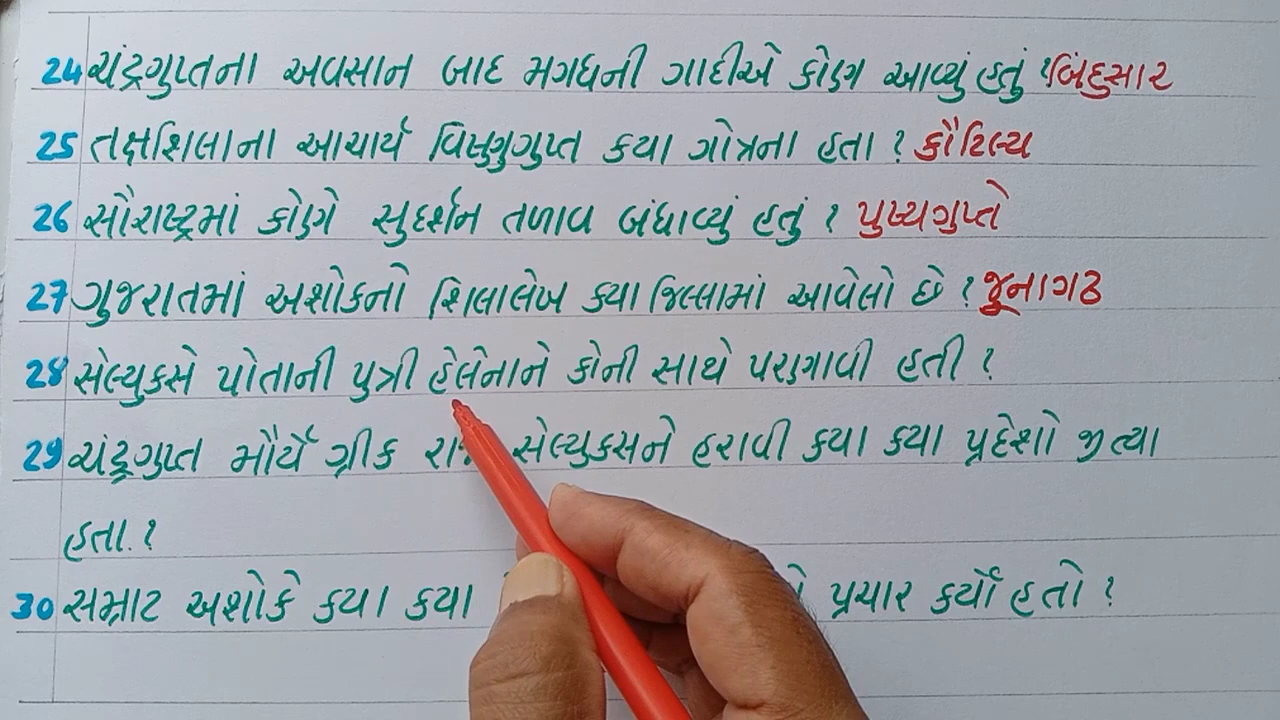 24 ચંદ્રગુપ્તના અવસાન બાદ મગધની ગાદીએ કોણ આવ્યું હતું ? બિંદુસાર
25 તક્ષશિલાના આચાર્ય વિષ્ણુગુપ્ત કયા ગોત્રના હતા ? કૌટિલ્ય
26 સૌરાષ્ટ્રમાં કોણે સુદર્શન તળાવ બંધાવ્યું હતું ? પુષ્યગુપ્તે
27 ગુજરાતમાં અશોકનો શિલાલેખ કયા જિલ્લામાં આવેલો છે ? જૂનાગઢ
28 સેલ્યુકસે પોતાની પુત્રી હેલેનાને કોની સાથે પરણાવી હતી ?
29 ચંદ્રગુપ્ત મૌર્યે ગ્રીક સેલ્યુકસને હરાવી કયા કયા પ્રદેશો જીત્યા
હતા. ?
30 સમ્રાટ અશોકે કયા કયા પ્રચાર કર્યો હતો ?